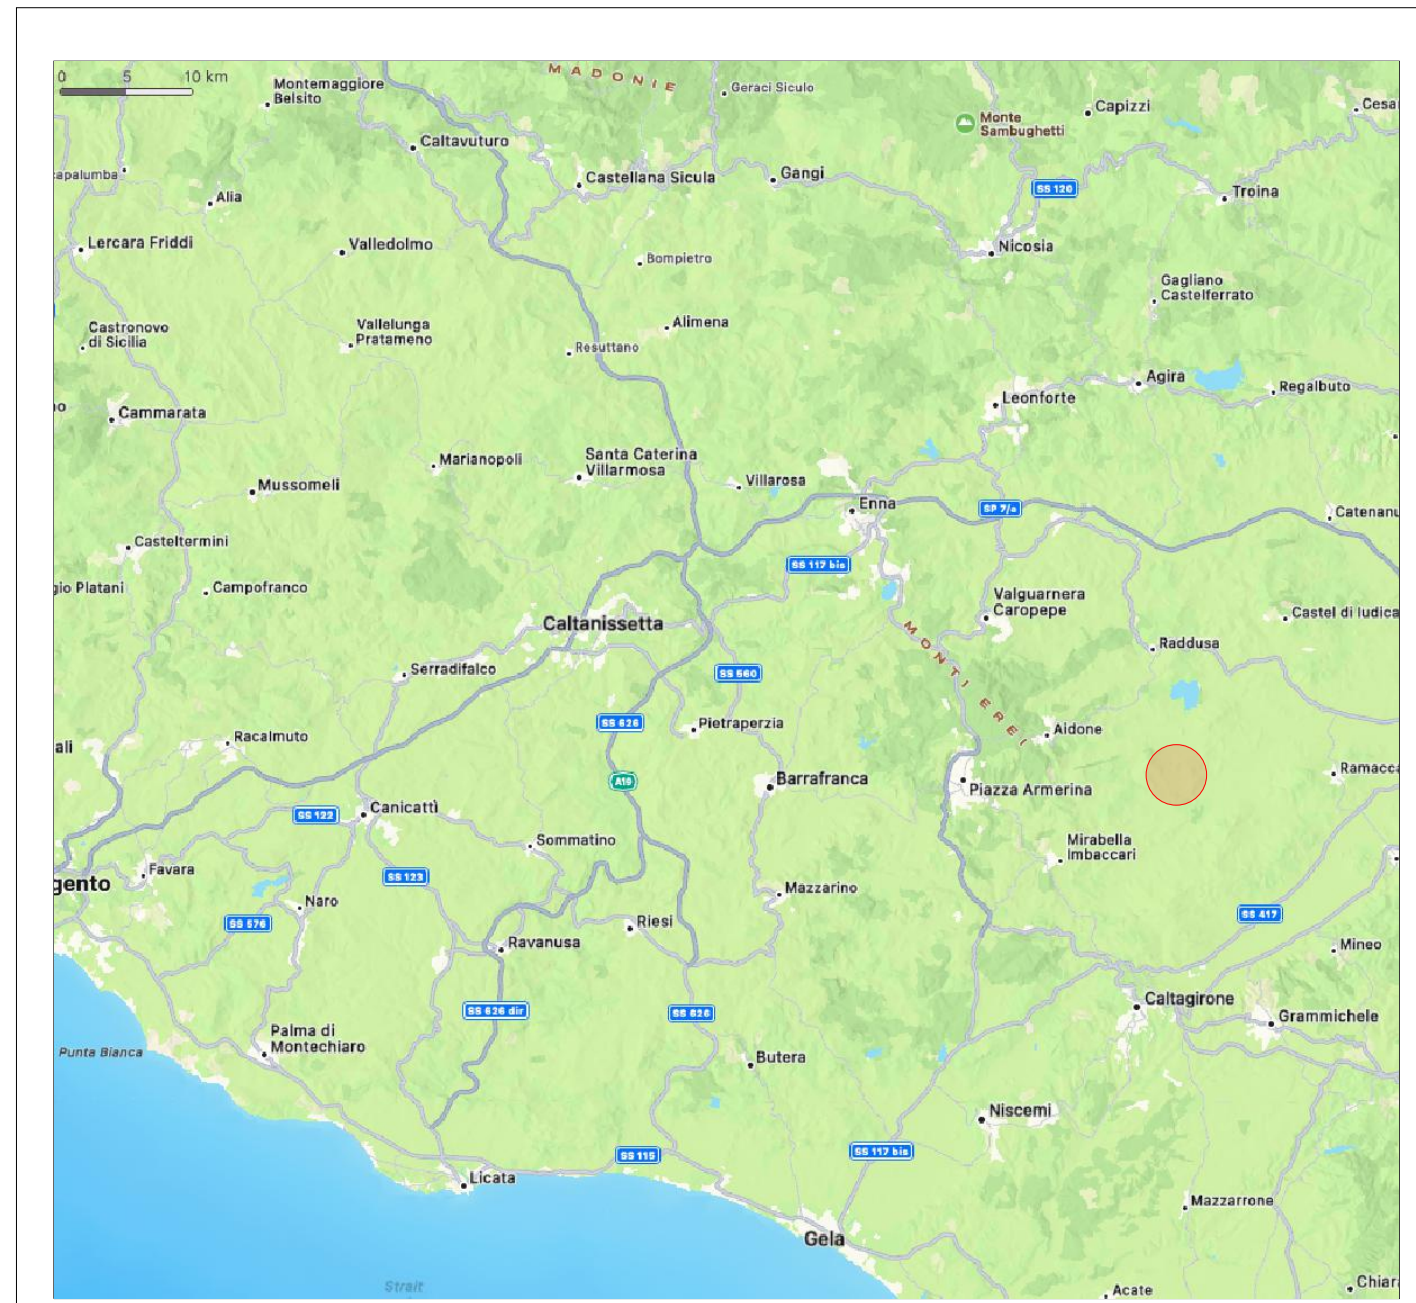 0 5 10 km
MADONIE
Montemaggiore
Belsito
Geraci Siculo
Capizzi
Cesa
Monte
Sambughetti
Caltavuturo
apalumba
Castellana Sicula
Gangi
SS 120
Troina
Alia
Lercara Friddi
Valledolmo
Nicosia
Bompietro
Gagliano
Castelferrato
Castronovo
di Sicilia
Vallelunga
Pratameno
Alimena
Resuttano
Agira
Regalbuto
Leonforte
o
Cammarata
Marianopoli
Santa Caterina
Villarmosa
Villarosa
Mussomeli
Enna
SP 7/a
Catenanu
Casteltermini
SS 117 bis
gio Platani
Campofranco
Valguarnera
Caropepe
Castel di Iudica
Caltanissetta
MONTI EREI
Raddusa
Serradifalco
SS 560
SS 626
Pietraperzia
Aidone
Racalmuto
ali
A19
Barrafranca
Piazza Armerina
Ramacca
SS 122
Canicattì
Sommatino
Mirabella
Imbaccari
Favara
SS 123
gento
Naro
Mazzarino
SS 576
Riesi
SS 417
Ravanusa
Mineo
SS 626 dir
SS 626
Caltagirone
Grammichele
Palma di
Montechiaro
Punta Bianca
Butera
Niscemi
SS 115
SS 117 bis
Licata
Mazzarrone
Gela
Strait
Acate
Chiar